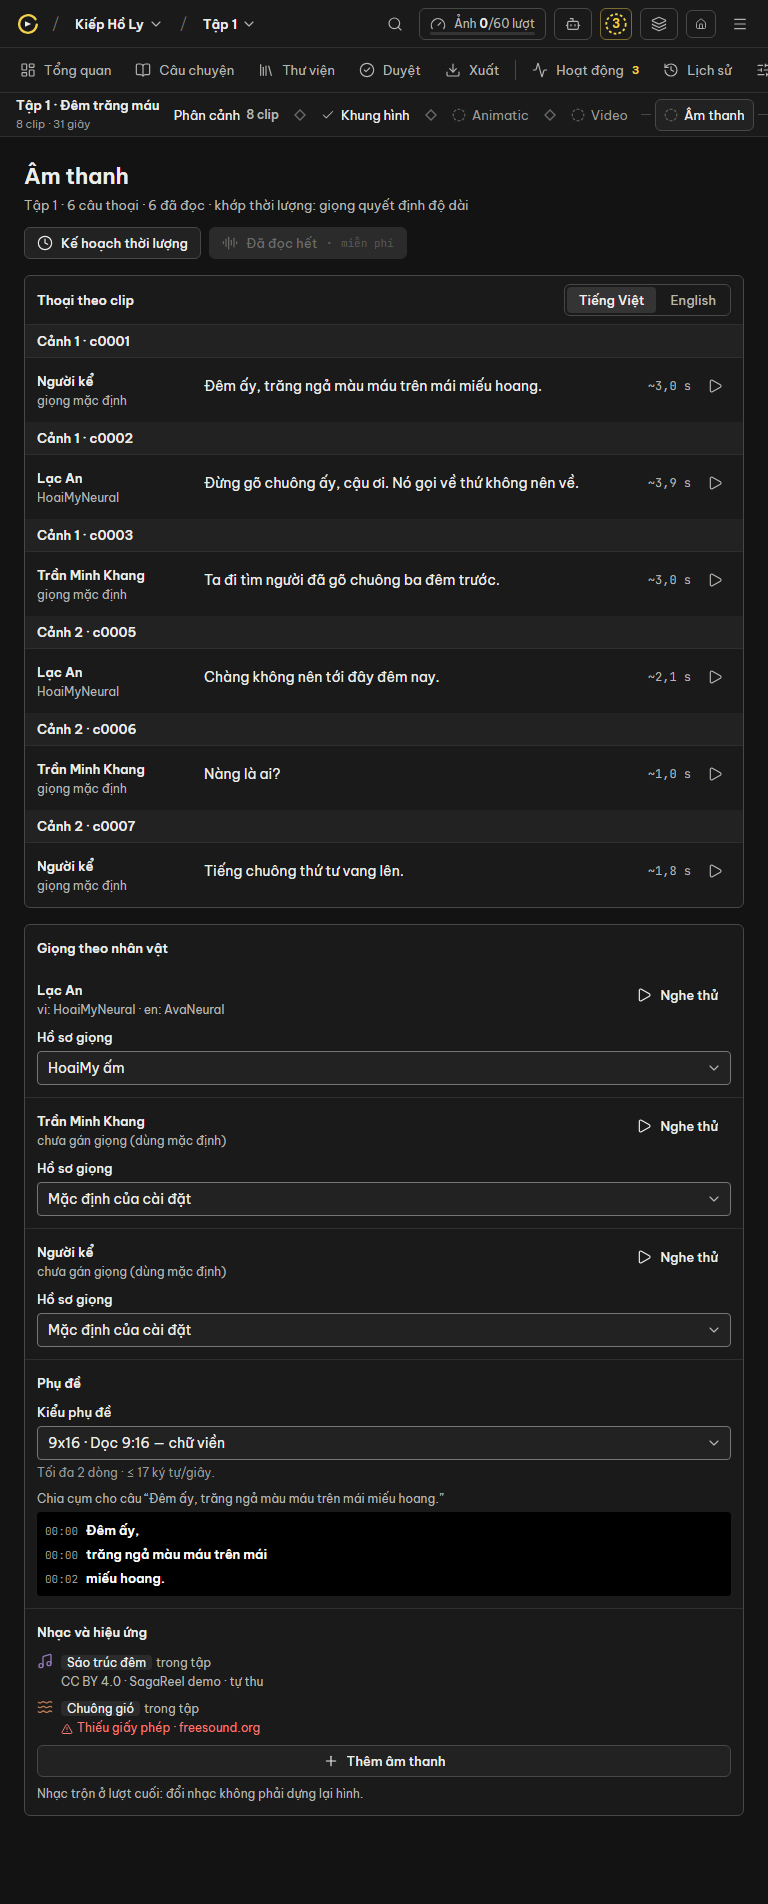 / Kiếp Hồ Ly / Tập 1 Ảnh 0/60 lượt 3
Tổng quan Câu chuyện Thư viện Duyệt Xuất Hoạt động 3 Lịch sử
Tập 1 · Đêm trăng máu
8 clip · 31 giây
Phân cảnh 8 clip Khung hình Animatic Video Âm thanh
Âm thanh
Tập 1 · 6 câu thoại · 6 đã đọc · khớp thời lượng: giọng quyết định độ dài
Kế hoạch thời lượng Đã đọc hết · miễn phí
Thoại theo clip Tiếng Việt English
Cảnh 1 · c0001
Người kể
giọng mặc định
Đêm ấy, trăng ngả màu máu trên mái miếu hoang. ~3,0 s
Cảnh 1 · c0002
Lạc An
HoaiMyNeural
Đừng gõ chuông ấy, cậu ơi. Nó gọi về thứ không nên về. ~3,9 s
Cảnh 1 · c0003
Trần Minh Khang
giọng mặc định
Ta đi tìm người đã gõ chuông ba đêm trước. ~3,0 s
Cảnh 2 · c0005
Lạc An
HoaiMyNeural
Chàng không nên tới đây đêm nay. ~2,1 s
Cảnh 2 · c0006
Trần Minh Khang
giọng mặc định
Nàng là ai? ~1,0 s
Cảnh 2 · c0007
Người kể
giọng mặc định
Tiếng chuông thứ tư vang lên. ~1,8 s
Giọng theo nhân vật
Lạc An
vi: HoaiMyNeural · en: AvaNeural
Nghe thử
Hồ sơ giọng
HoaiMy ấm
Trần Minh Khang
chưa gán giọng (dùng mặc định)
Nghe thử
Hồ sơ giọng
Mặc định của cài đặt
Người kể
chưa gán giọng (dùng mặc định)
Nghe thử
Hồ sơ giọng
Mặc định của cài đặt
Phụ đề
Kiểu phụ đề
9x16 · Dọc 9:16 — chữ viền
Tối đa 2 dòng · ≤ 17 ký tự/giây.
Chia cụm cho câu “Đêm ấy, trăng ngả màu máu trên mái miếu hoang.”
00:00 Đêm ấy,
00:00 trăng ngả màu máu trên mái
00:02 miếu hoang.
Nhạc và hiệu ứng
Sáo trúc đêm trong tập
CC BY 4.0 · SagaReel demo · tự thu
Chuông gió trong tập
Thiếu giấy phép · freesound.org
Thêm âm thanh
Nhạc trộn ở lượt cuối: đổi nhạc không phải dựng lại hình.